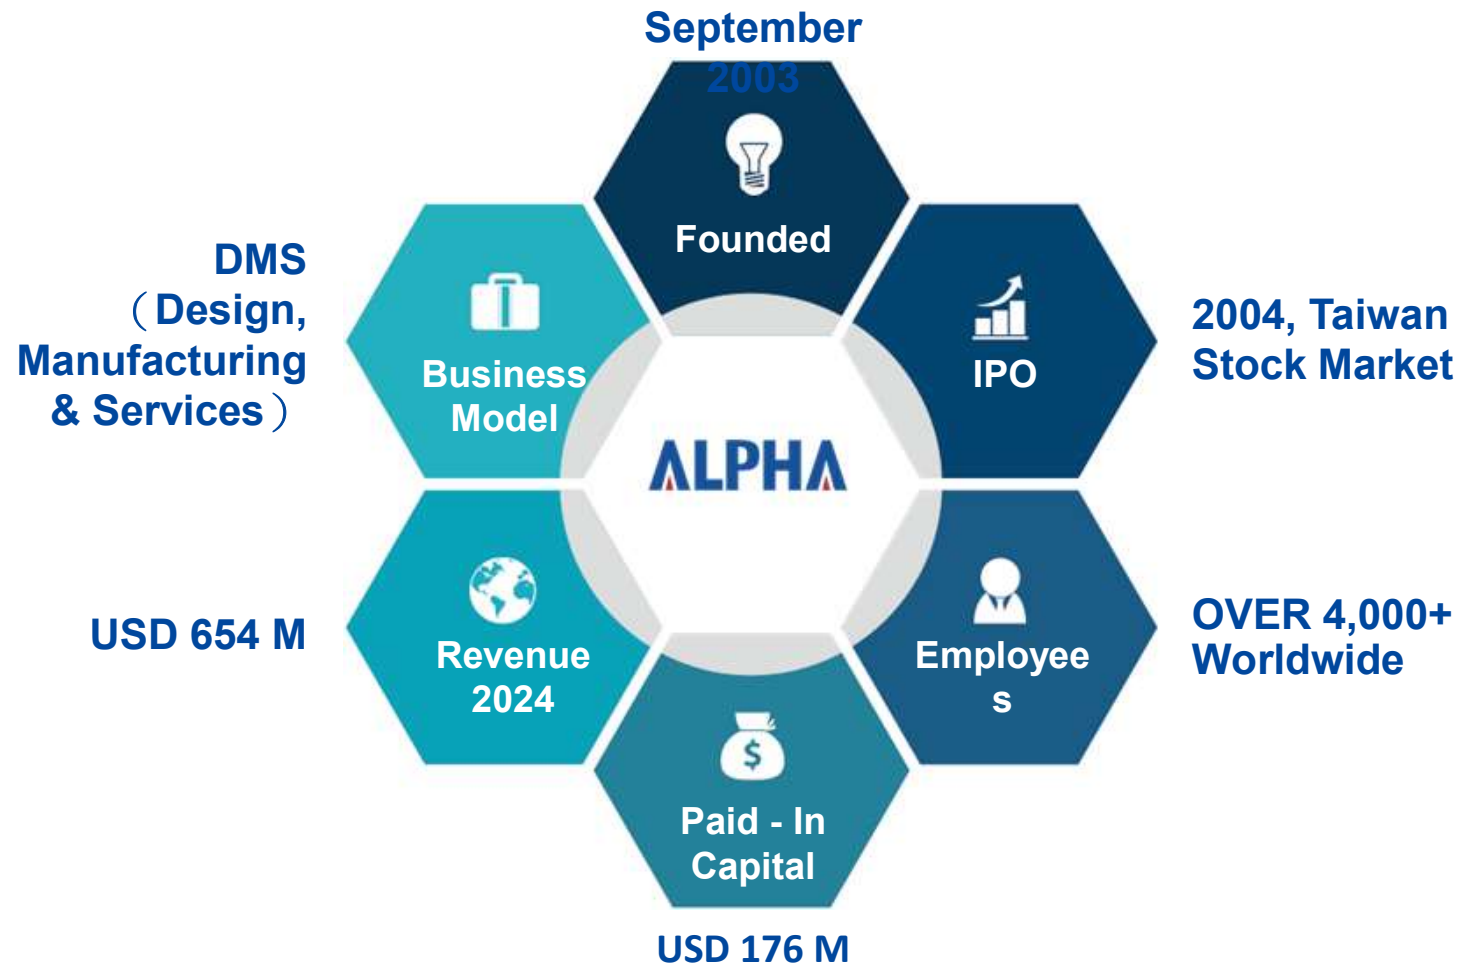 September
2003
Founded
DMS
（Design,
Manufacturing
& Services）
Business
Model
IPO
2004, Taiwan
Stock Market
ALPHA
USD 654 M
Revenue
2024
Employee
s
OVER 4,000+
Worldwide
$
Paid - In
Capital
USD 176 M